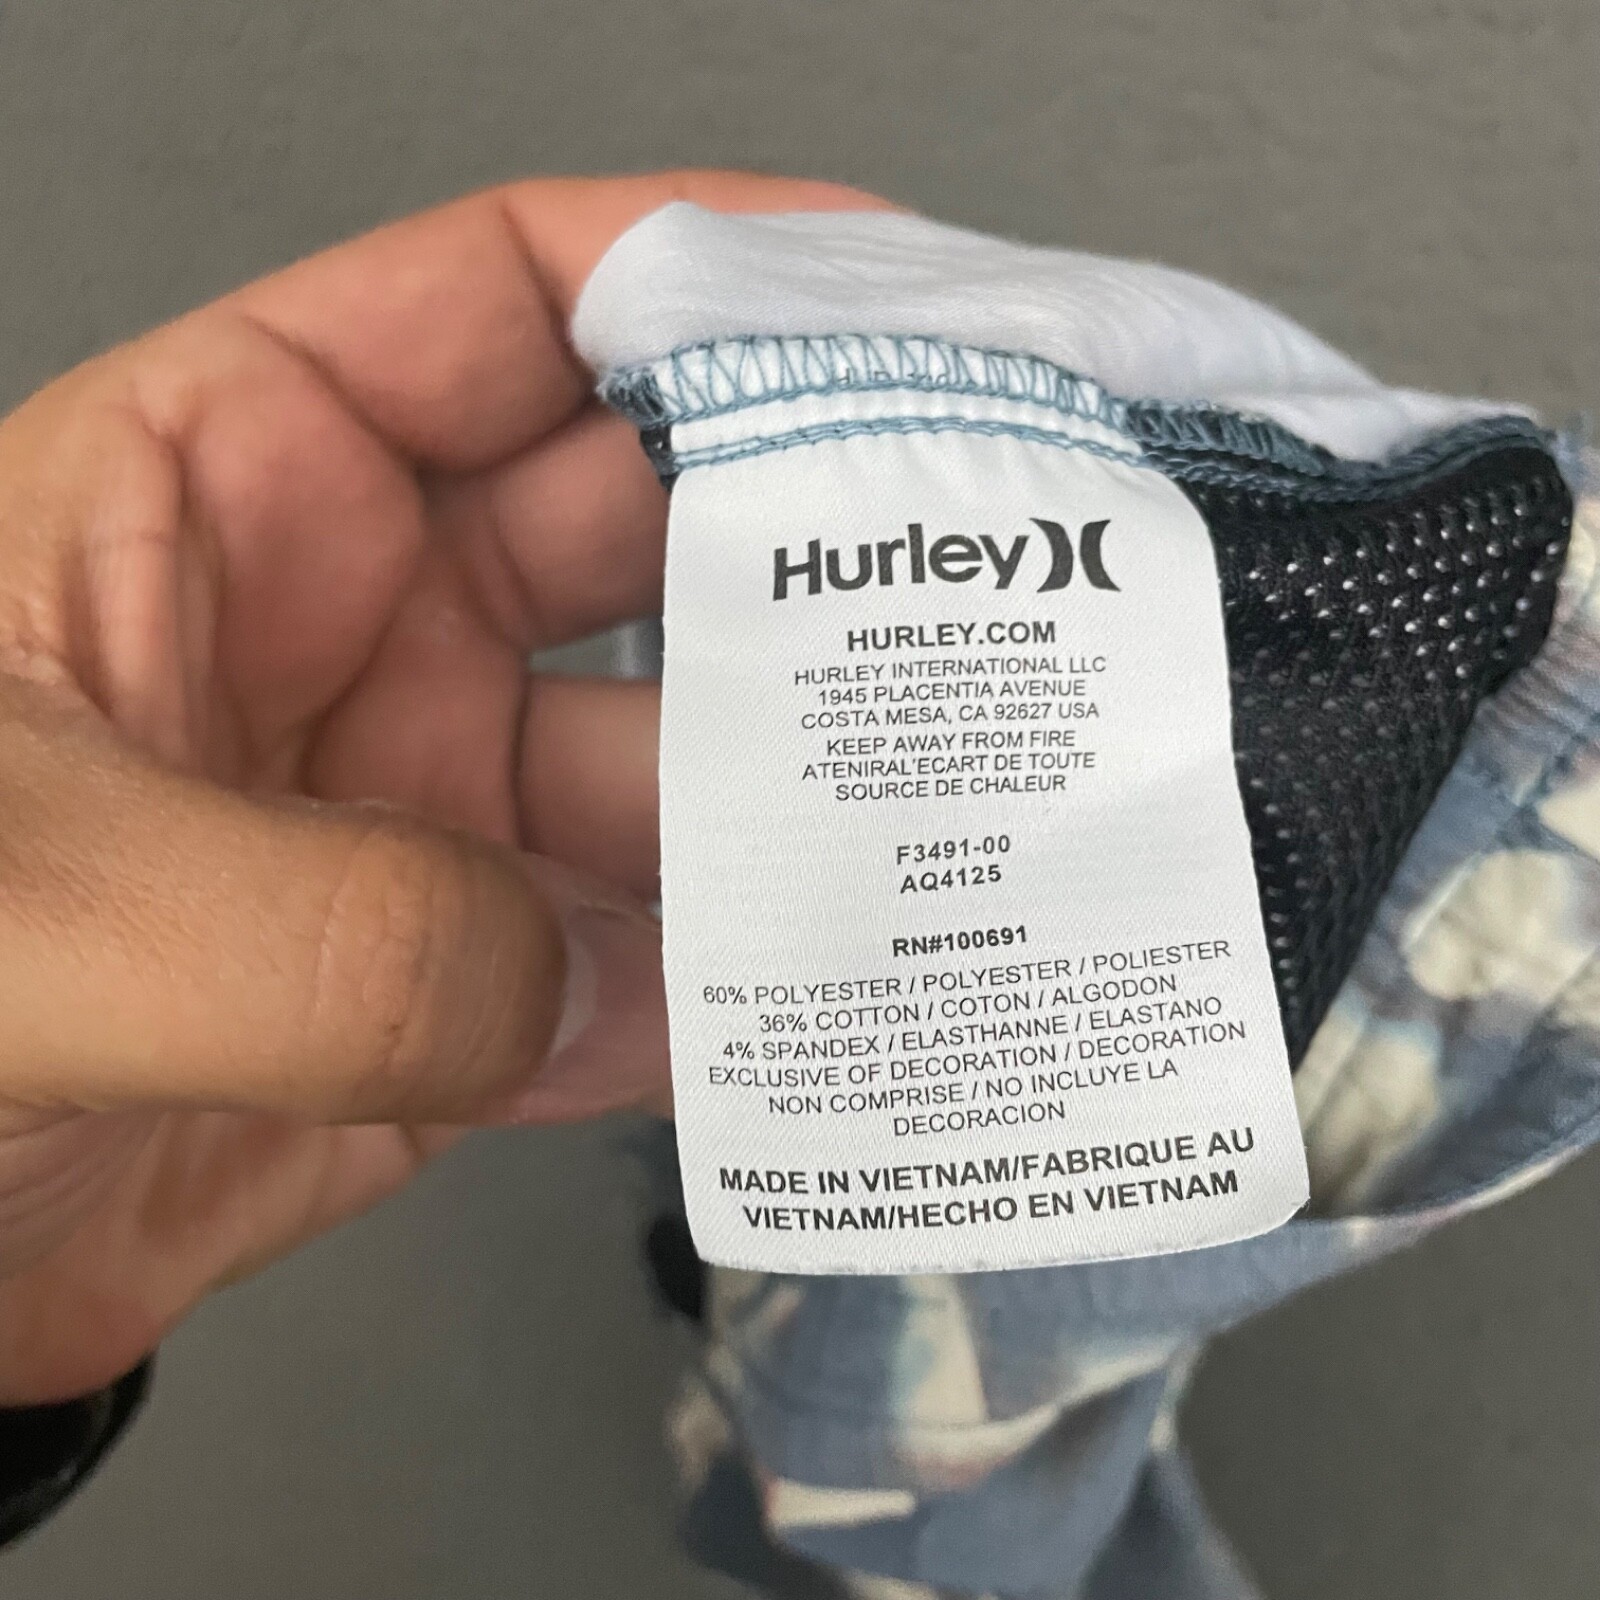 Hurley
HURLEY.COM
HURLEY INTERNATIONAL LLC
1945 PLACENTIA AVENUE
COSTA MESA, CA 92627 USA
KEEP AWAY FROM FIRE
ATENIRAL'ECART DE TOUTE
SOURCE DE CHALEUR
F3491-00
AQ4125
RN#100691
60% POLYESTER / POLYESTER / POLIESTER
36% COTTON / COTON / ALGODON
4% SPANDEX / ELASTHANNE / ELASTANO
EXCLUSIVE OF DECORATION / DECORATION
NON COMPRISE / NO INCLUYE LA
DECORACION
MADE IN VIETNAM/FABRIQUE AU
VIETNAM/HECHO EN VIETNAM